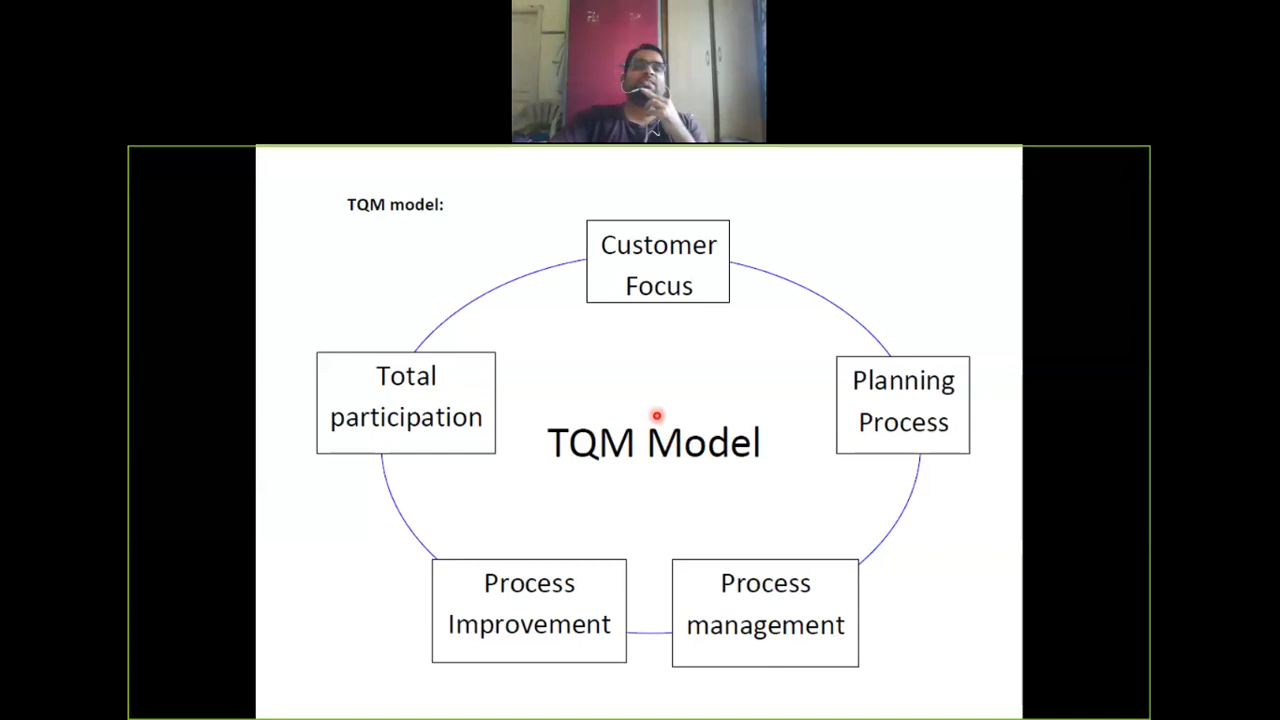 TQM model:
Customer
Focus
Total
participation
Planning
Process
TQM Model
Process
Improvement
Process
management